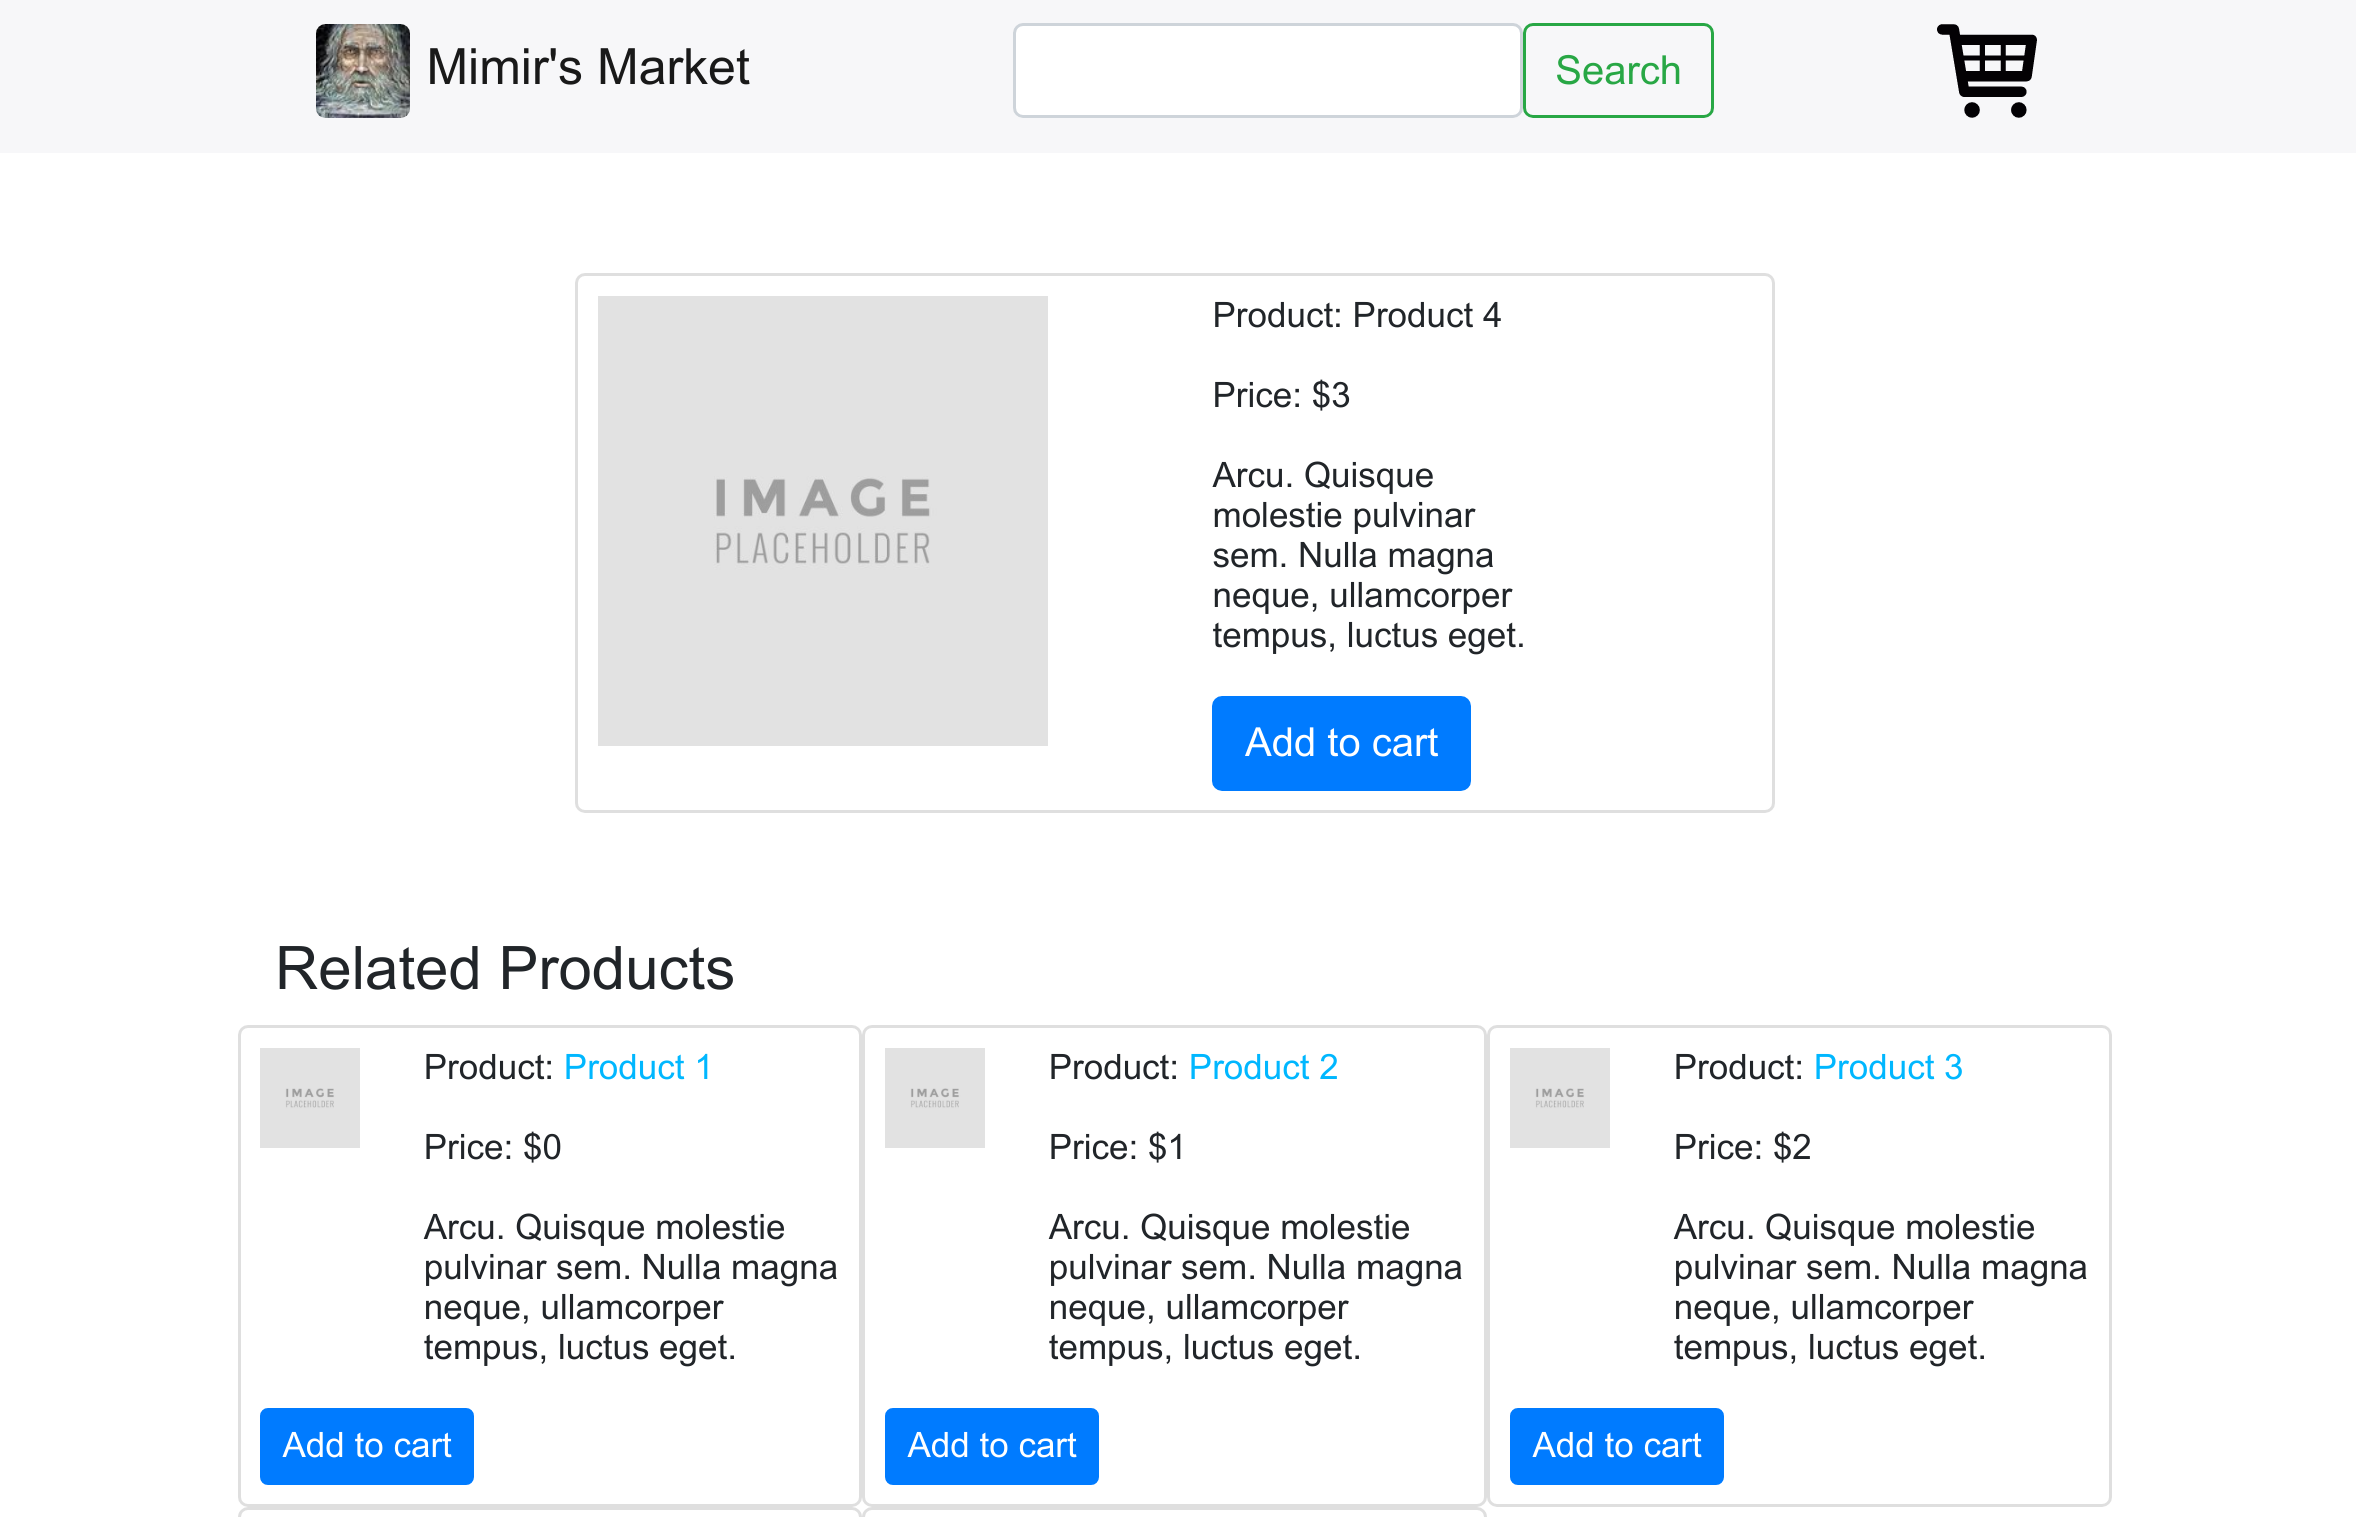 Mimir's Market
Search
IMAGE
PLACEHOLDER
Product: Product 4
Price: $3
Arcu. Quisque
molestie pulvinar
sem. Nulla magna
neque, ullamcorper
tempus, luctus eget.
Add to cart
Related Products
IMAGE
PLACEHOLDER
Product: Product 1
Price: $0
Arcu. Quisque molestie
pulvinar sem. Nulla magna
neque, ullamcorper
tempus, luctus eget.
Add to cart
IMAGE
PLACEHOLDER
Product: Product 2
Price: $1
Arcu. Quisque molestie
pulvinar sem. Nulla magna
neque, ullamcorper
tempus, luctus eget.
Add to cart
IMAGE
PLACEHOLDER
Product: Product 3
Price: $2
Arcu. Quisque molestie
pulvinar sem. Nulla magna
neque, ullamcorper
tempus, luctus eget.
Add to cart